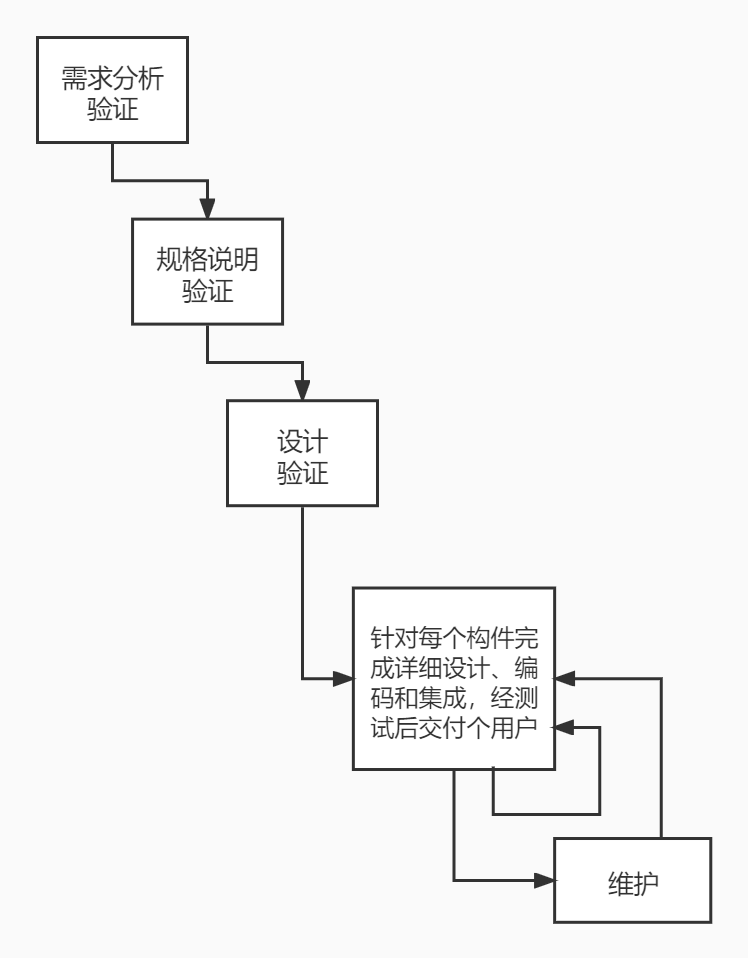 需求分析
验证
规格说明
验证
设计
验证
针对每个构件完
成详细设计、编
码和集成，经测
试后交付个用户
维护